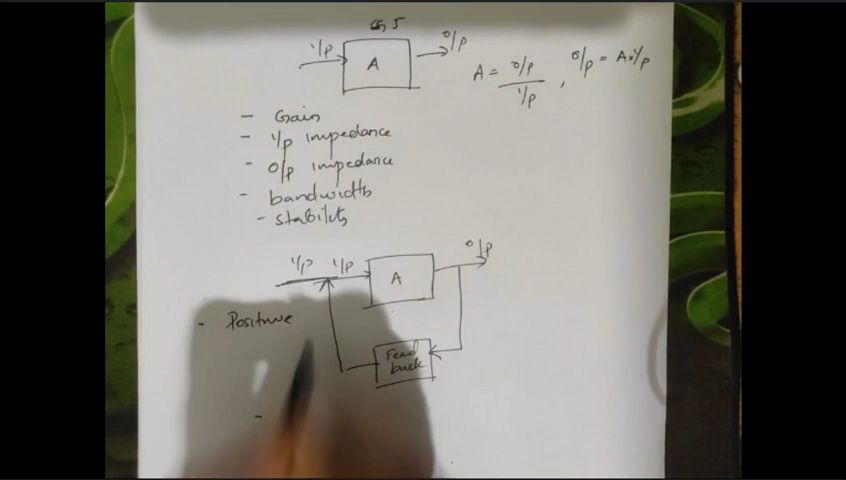 i/p A o/p
A = o/p / i/p , o/p = A x i/p
- Gain
- i/p impedance
- o/p impedance
- bandwidth
- stability
i/p i/p A o/p
- Positive
Feed
back
-